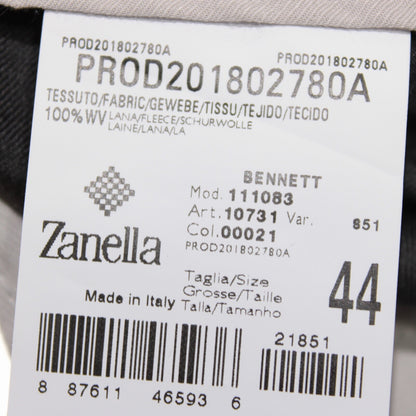 PROD201802780A PROD201802780A
PROD201802780A
TESSUTO/FABRIC/GEWEBE/TISSU/TEJIDO/TECIDO
100%WV LANA/FLEECE/SCHURWOLLE
LAINE/LANA/LA
BENNETT
Mod. 111083
Art. 10731 Var. 851
Col. 00021
PROD201802780A
Zanella
Taglia/Size
Grosse/Taille
Talla/Tamanho
44
Made in Italy
21851
8 87611 46593 6